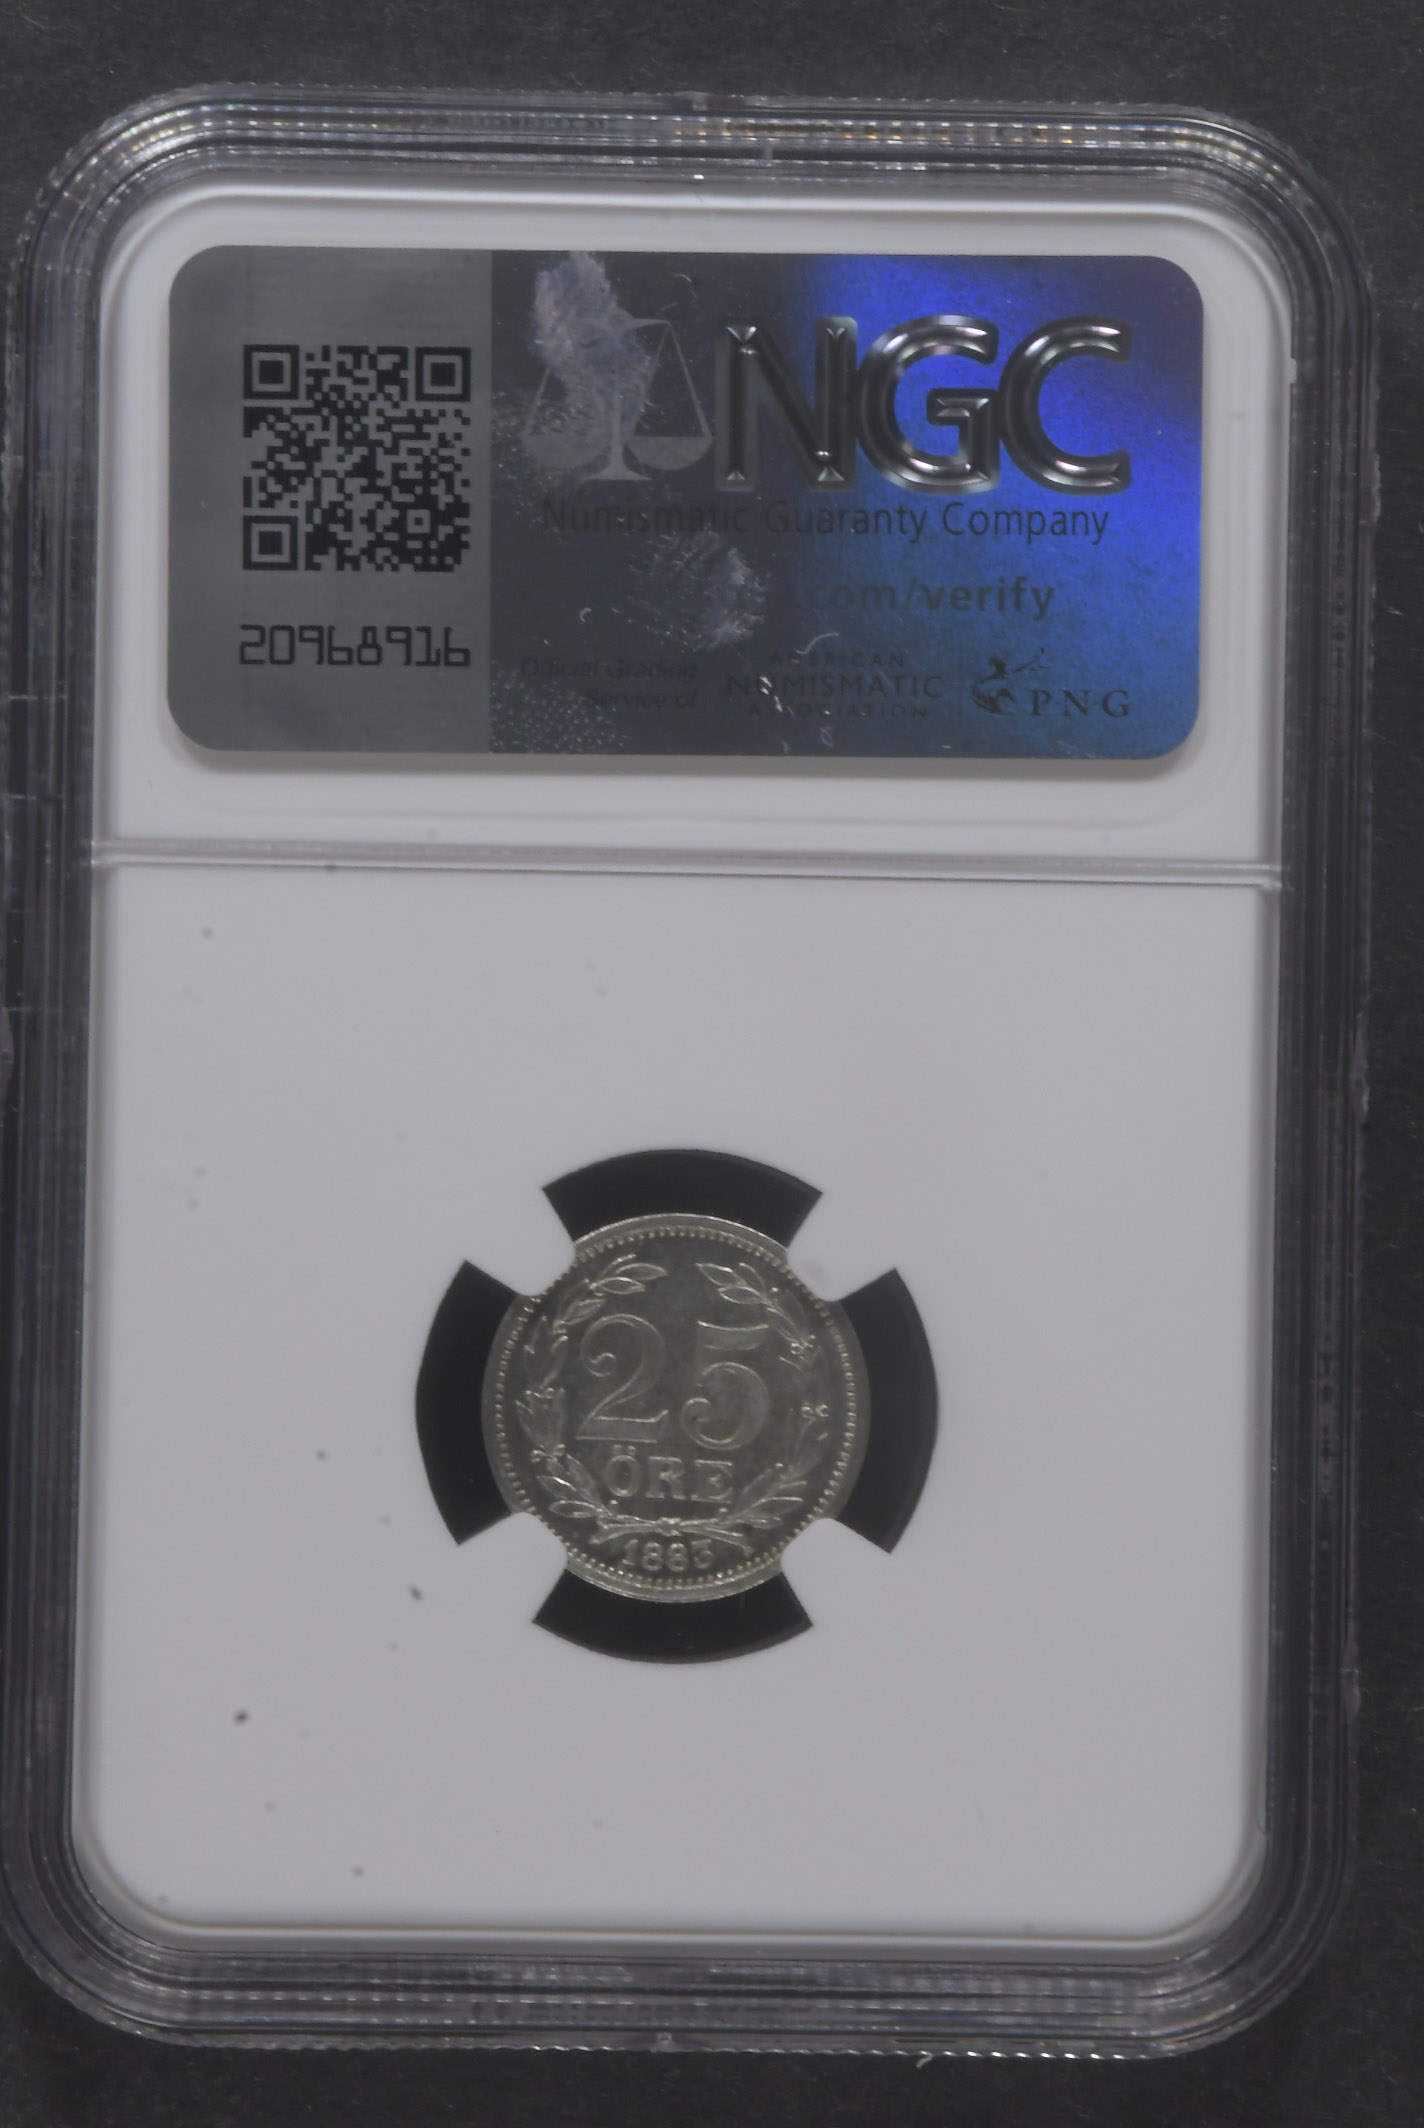 NGC
Numismatic Guaranty Company
.com/verify
20968916
Official Grading
Service of
AMERICAN
NUMISMATIC
ASSOCIATION
PNG
25
ÖRE
1883